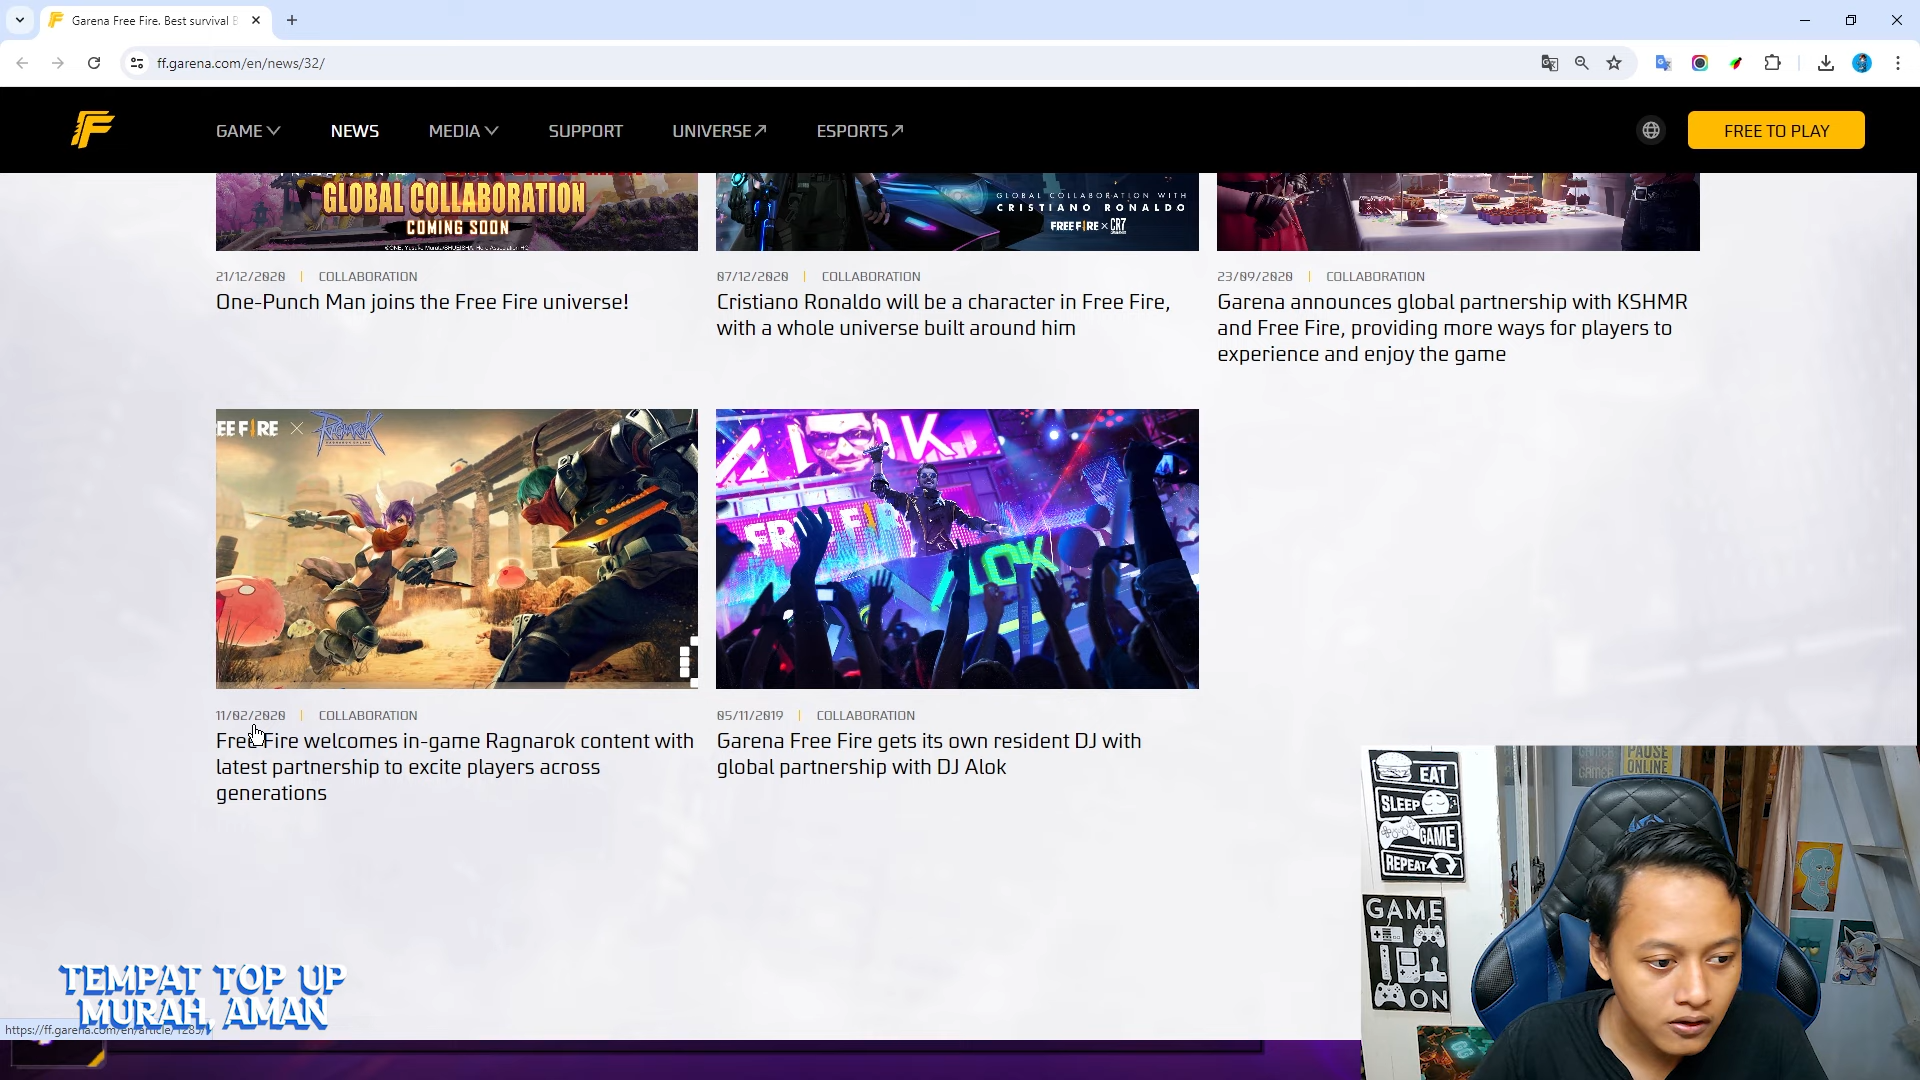 Garena Free Fire. Best survival B
ff.garena.com/en/news/32/
GAME
NEWS
MEDIA
SUPPORT
UNIVERSE
ESPORTS
FREE TO PLAY
GLOBAL COLLABORATION
COMING SOON
GLOBAL COLLABORATION WITH
CRISTIANO RONALDO
FREE FIRE × CR7
21/12/2020 | COLLABORATION
One-Punch Man joins the Free Fire universe!
07/12/2020 | COLLABORATION
Cristiano Ronaldo will be a character in Free Fire,
with a whole universe built around him
23/09/2020 | COLLABORATION
Garena announces global partnership with KSHMR
and Free Fire, providing more ways for players to
experience and enjoy the game
EE FIRE × RAGNAROK
ALOK
FREE FIR
ALOK
11/02/2020 | COLLABORATION
Free Fire welcomes in-game Ragnarok content with
latest partnership to excite players across
generations
05/11/2019 | COLLABORATION
Garena Free Fire gets its own resident DJ with
global partnership with DJ Alok
PAUSE
ONLINE
GAMER
EAT
SLEEP
GAME
REPEAT
GAME
ON
TEMPAT TOP UP
MURAH, AMAN
https://ff.garena.com/en/article/1285/